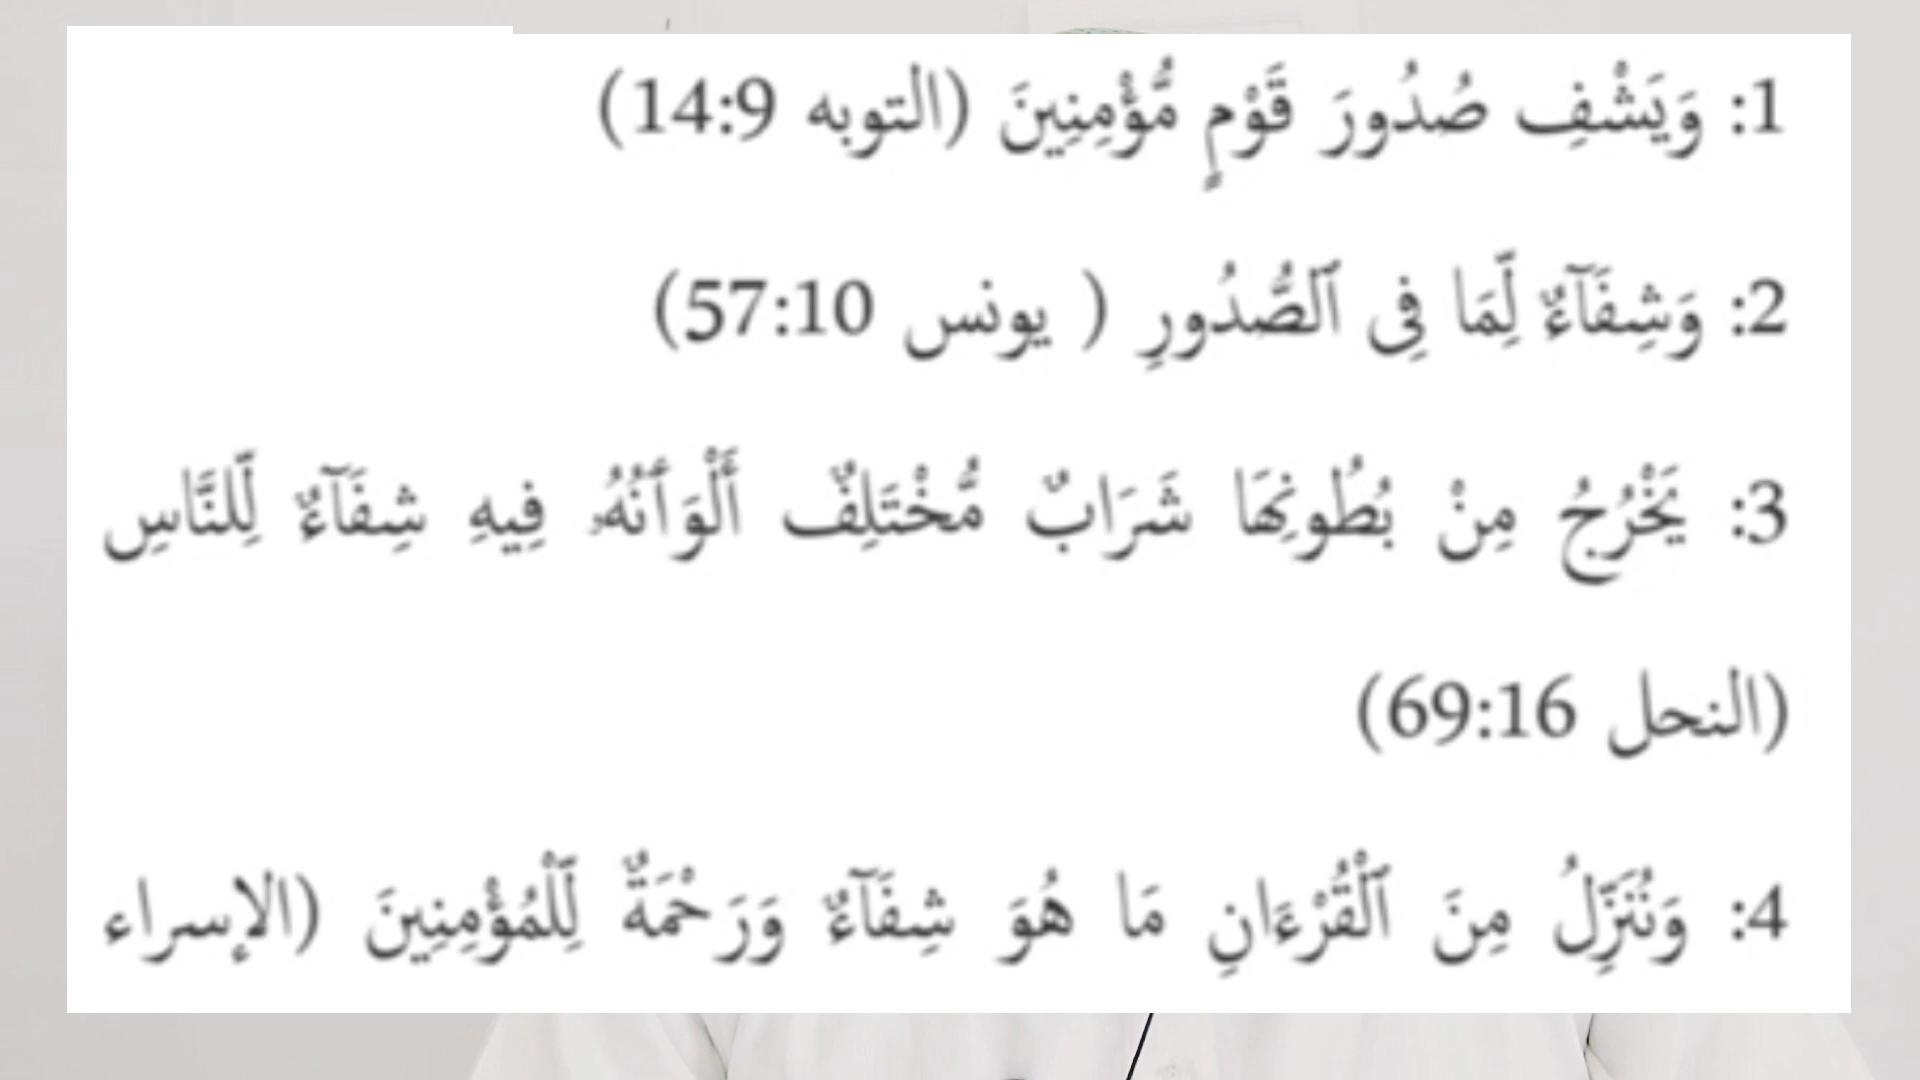 1: وَيَشْفِ صُدُورَ قَوْمٍ مُّؤْمِنِينَ (التوبه 14:9)
2: وَشِفَآءٌ لِّمَا فِى ٱلصُّدُورِ ( يونس 57:10)
3: يَخْرُجُ مِنْ بُطُونِهَا شَرَابٌ مُّخْتَلِفٌ أَلْوَٲنُهُۥ فِيهِ شِفَآءٌ لِّلنَّاسِ
(النحل 69:16)
4: وَنُنَزِّلُ مِنَ ٱلْقُرْءَانِ مَا هُوَ شِفَآءٌ وَرَحْمَةٌ لِّلْمُؤْمِنِينَ (الإسراء